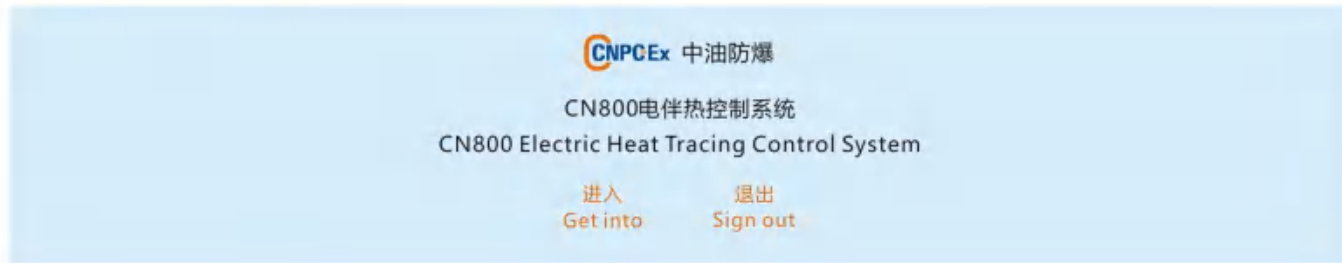 CNPCEx 中油防爆
CN800电伴热控制系统
CN800 Electric Heat Tracing Control System
进入 退出
Get into Sign out